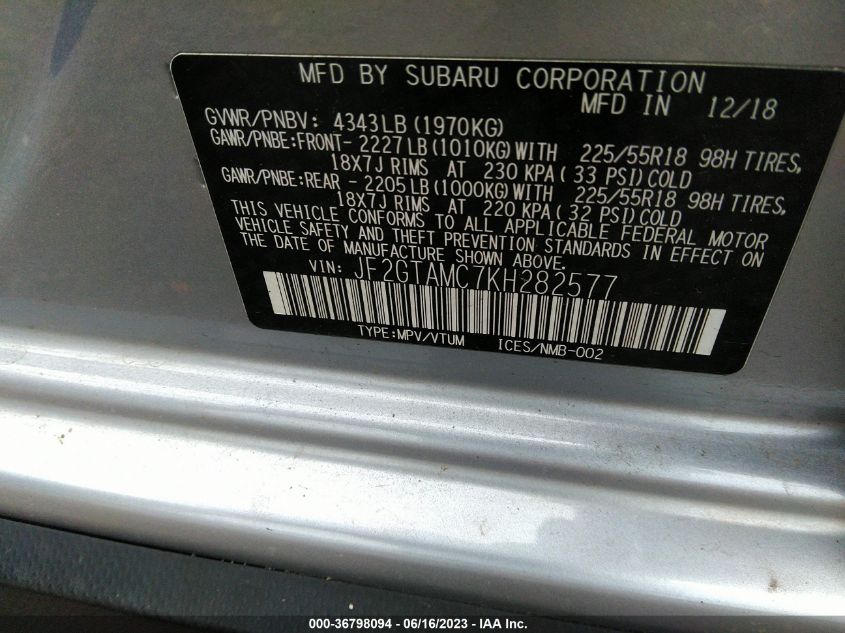 MFD BY SUBARU CORPORATION
MFD IN 12/18
GVWR/PNBV: 4343LB(1970KG)
GAWR/PNBE:FRONT- 2227LB(1010KG)WITH 225/55R18 98H TIRES,
18X7J RIMS AT 230 KPA( 33 PSI)COLD
GAWR/PNBE:REAR - 2205LB(1000KG)WITH 225/55R18 98H TIRES,
18X7J RIMS AT 220 KPA( 32 PSI)COLD
THIS VEHICLE CONFORMS TO ALL APPLICABLE FEDERAL MOTOR
VEHICLE SAFETY AND THEFT PREVENTION STANDARDS IN EFFECT ON
THE DATE OF MANUFACTURE SHOWN ABOVE.
VIN: JF2GTAMC7KH282577
TYPE:MPV/VTUM ICES/NMB-002
000-36798094 - 06/16/2023 - IAA Inc.